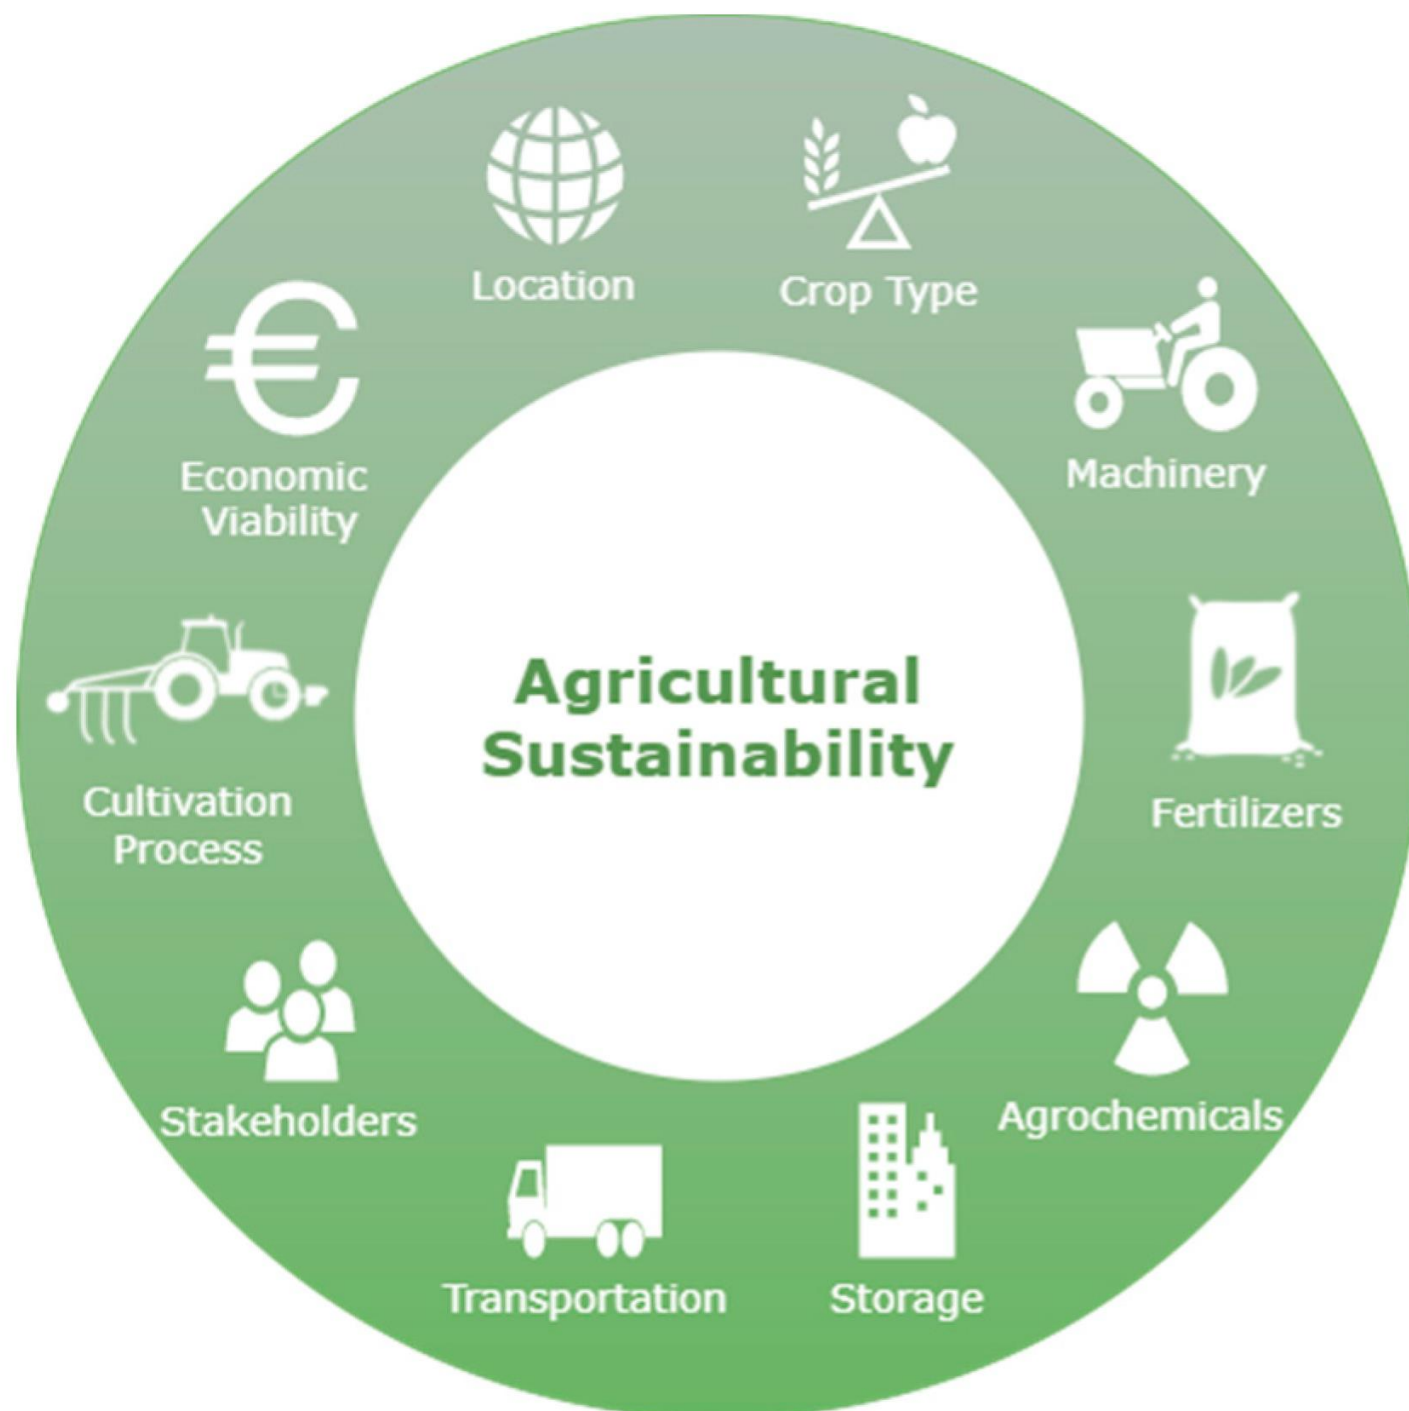 Location
Crop Type
Economic
Viability
Machinery
Agricultural
Sustainability
Cultivation
Process
Fertilizers
Stakeholders
Agrochemicals
Transportation
Storage